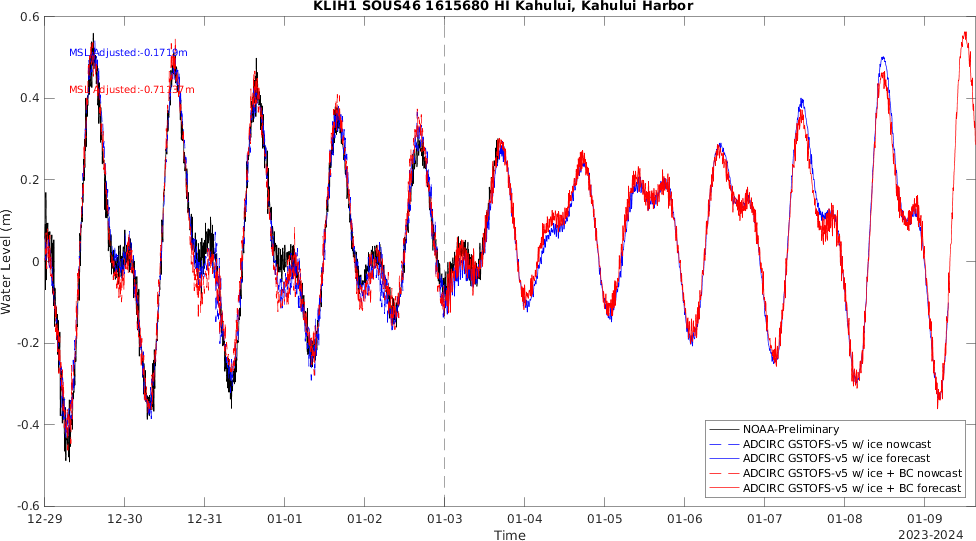 KLIH1 SOUS46 1615680 HI Kahului, Kahului Harbor
0.6
MSL Adjusted:-0.1710m
MSL Adjusted:-0.71137m
0.4
0.2
0
-0.2
-0.4
-0.6
Water Level (m)
NOAA-Preliminary
ADCIRC GSTOFS-v5 w/ ice nowcast
ADCIRC GSTOFS-v5 w/ ice forecast
ADCIRC GSTOFS-v5 w/ ice + BC nowcast
ADCIRC GSTOFS-v5 w/ ice + BC forecast
12-29 12-30 12-31 01-01 01-02 01-03 01-04 01-05 01-06 01-07 01-08 01-09
Time 2023-2024